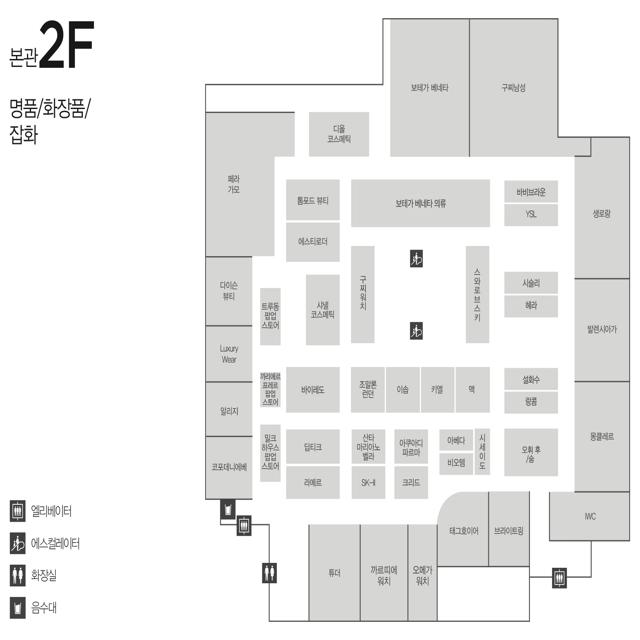 본관 2F
명품/화장품/
잡화
보테가 베네타
구찌남성
디올
코스메틱
페라
가모
톰포드 뷰티
보테가 베네타 의류
바비브라운
YSL
생로랑
에스티로더
다이슨
뷰티
트루동
팝업
스토어
시낼
코스메틱
구찌워치
스와로브스키
시슬리
헤라
발렌시아가
Luxury
Wear
까리에르
프레르
팝업
스토어
바이레도
조말론
런던
이솝
키엘
맥
설화수
랑콤
몽클레르
알리지
밀크
하우스
팝업
스토어
딥티크
산타
마리아노
벨라
아쿠아디
파르마
아베다
비오템
시세이도
오휘 후
/숨
코포데니에베
라메르
SK-II
크리드
IWC
태그호이어
브라이트링
튜더
까르띠에
워치
오메가
워치
엘리베이터
에스컬레이터
화장실
음수대